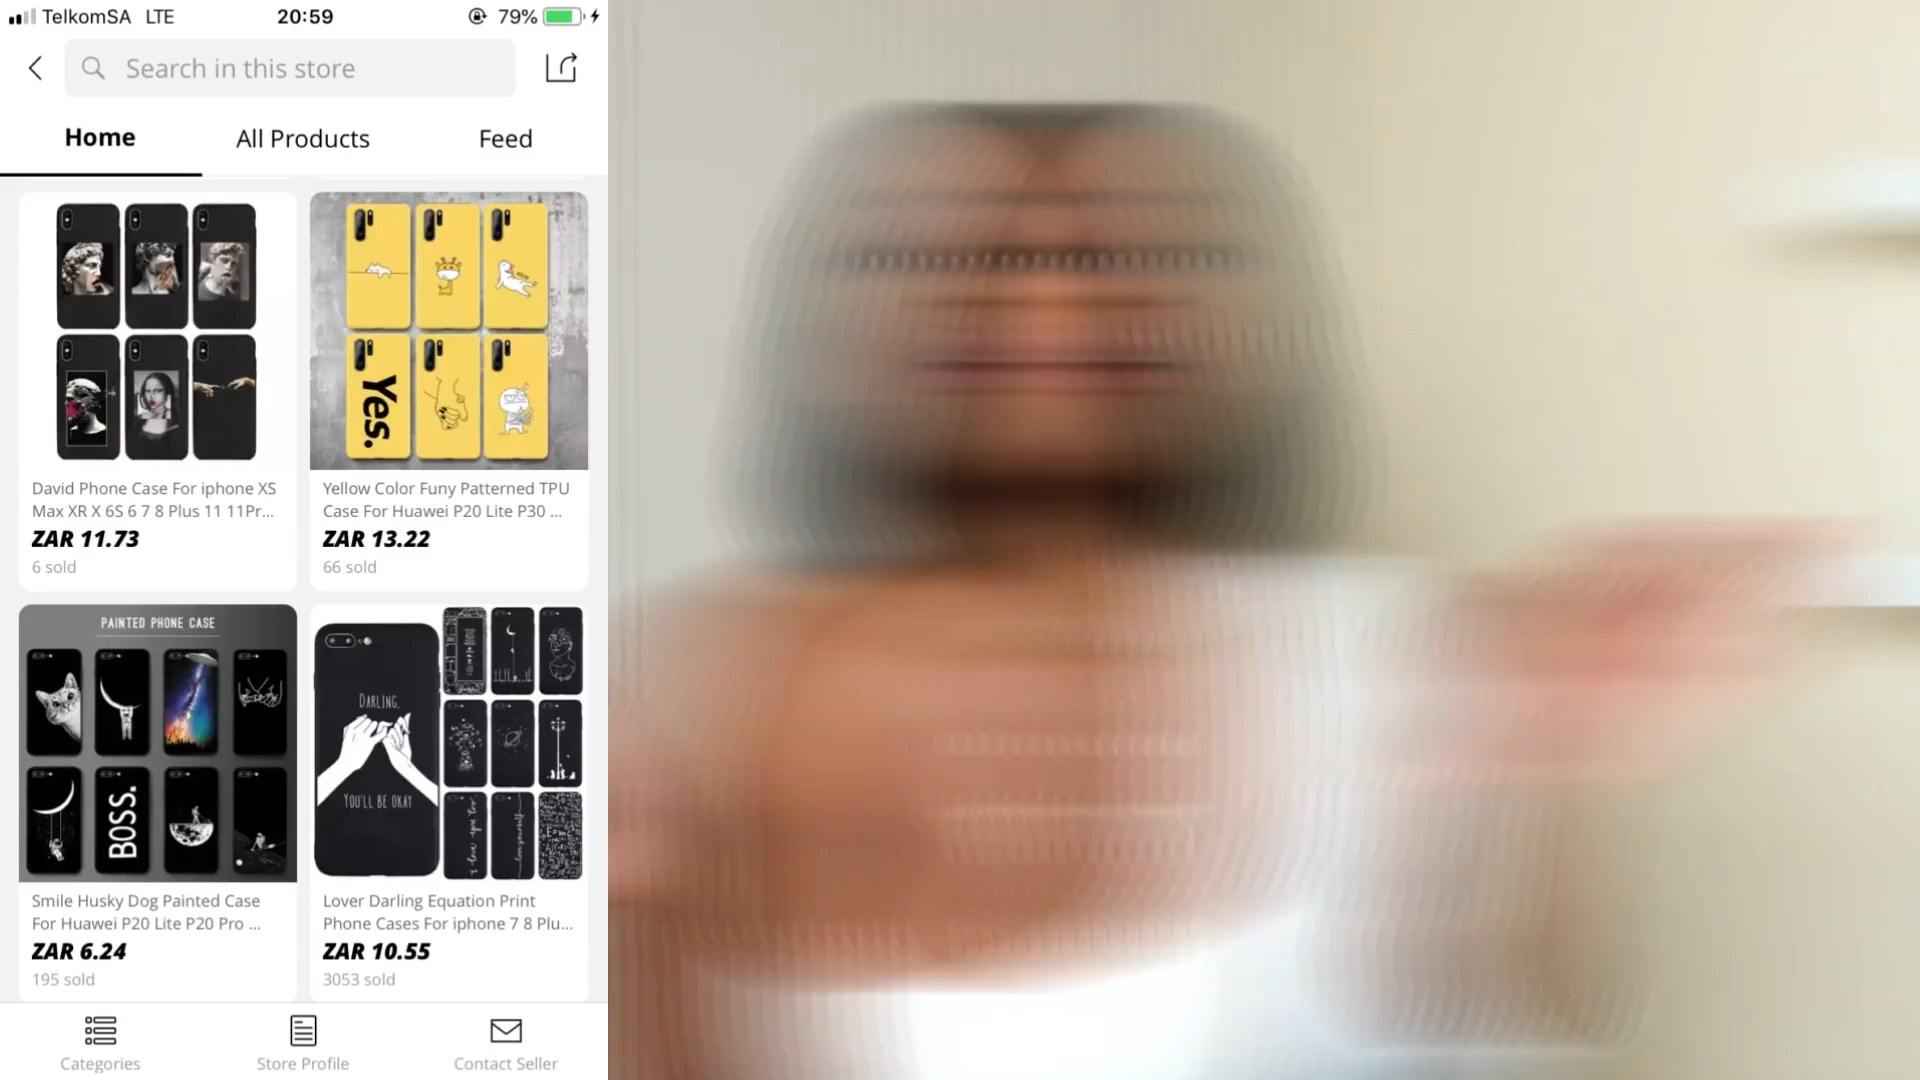 TelkomSA LTE 20:59 79%
Search in this store
Home All Products Feed
Yes.
David Phone Case For iphone XS
Max XR X 6S 6 7 8 Plus 11 11Pr...
ZAR 11.73
6 sold
Yellow Color Funy Patterned TPU
Case For Huawei P20 Lite P30 ...
ZAR 13.22
66 sold
PAINTED PHONE CASE
BOSS.
DARLING,
YOU'LL BE OKAY
Smile Husky Dog Painted Case
For Huawei P20 Lite P20 Pro ...
ZAR 6.24
195 sold
Lover Darling Equation Print
Phone Cases For iphone 7 8 Plu...
ZAR 10.55
3053 sold
Categories Store Profile Contact Seller